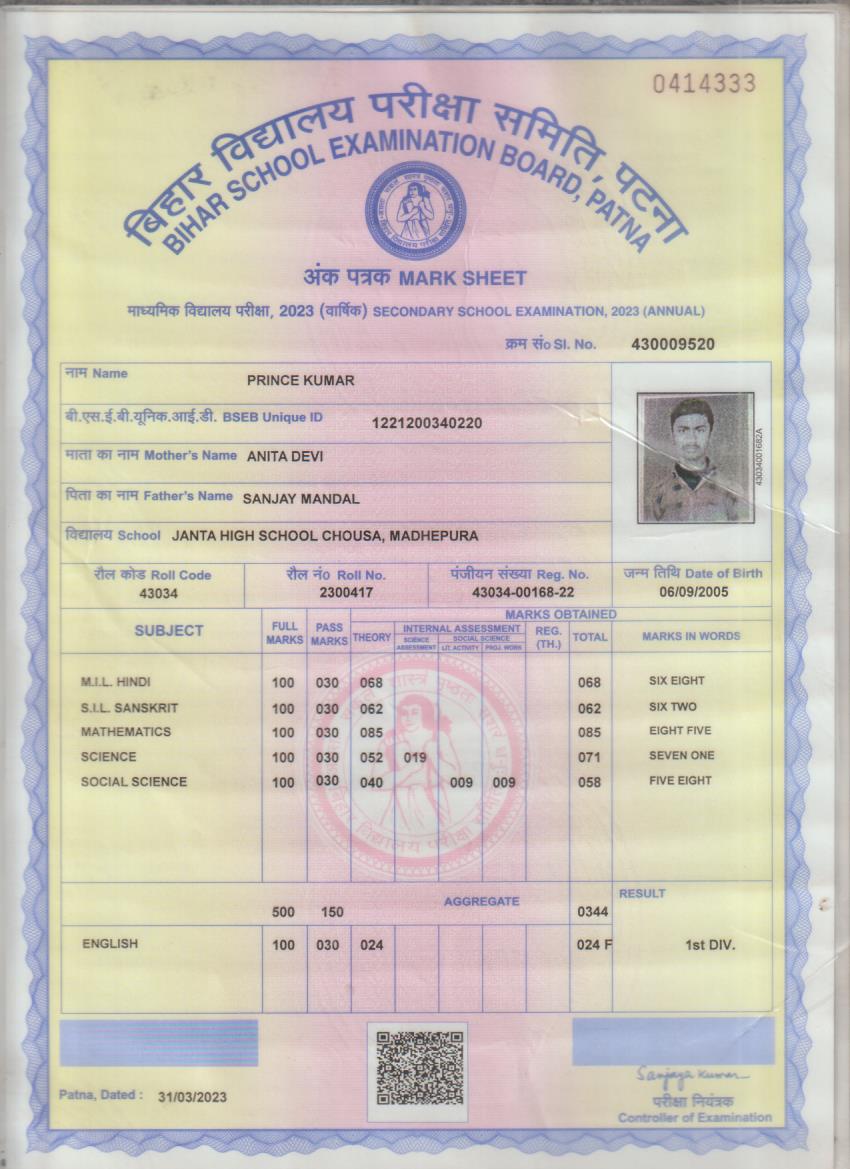 0414333
बिहार विद्यालय परीक्षा समिति, पटना
BIHAR SCHOOL EXAMINATION BOARD, PATNA
अंक पत्रक MARK SHEET
माध्यमिक विद्यालय परीक्षा, 2023 (वार्षिक) SECONDARY SCHOOL EXAMINATION, 2023 (ANNUAL)
क्रम सं० Sl. No. 430009520
नाम Name PRINCE KUMAR
बी.एस.ई.बी.यूनिक.आई.डी. BSEB Unique ID 1221200340220
माता का नाम Mother's Name ANITA DEVI
पिता का नाम Father's Name SANJAY MANDAL
विद्यालय School JANTA HIGH SCHOOL CHOUSA, MADHEPURA
43034001682A
रौल कोड Roll Code रौल नं0 Roll No. पंजीयन संख्या Reg. No. जन्म तिथि Date of Birth
43034 2300417 43034-00168-22 06/09/2005
SUBJECT FULL MARKS PASS MARKS MARKS OBTAINED
THEORY INTERNAL ASSESSMENT REG. (TH.) TOTAL MARKS IN WORDS
SCIENCE ASSESSMENT SOCIAL SCIENCE
LIT. ACTIVITY PROJ. WORK
M.I.L. HINDI 100 030 068 068 SIX EIGHT
S.I.L. SANSKRIT 100 030 062 062 SIX TWO
MATHEMATICS 100 030 085 085 EIGHT FIVE
SCIENCE 100 030 052 019 071 SEVEN ONE
SOCIAL SCIENCE 100 030 040 009 009 058 FIVE EIGHT
500 150 AGGREGATE 0344 RESULT
ENGLISH 100 030 024 024 F 1st DIV.
Patna, Dated : 31/03/2023
Sanjaya Kumar
परीक्षा नियंत्रक
Controller of Examination